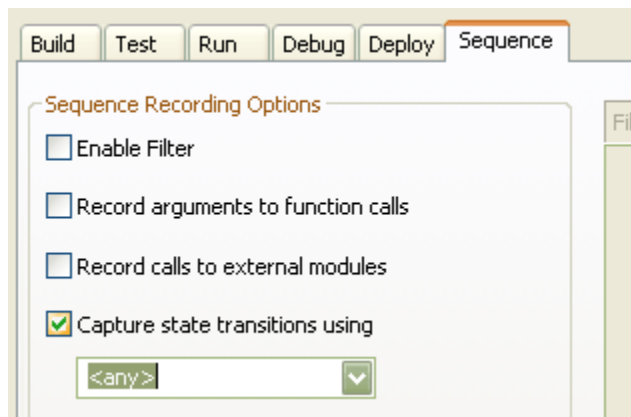 Build Test Run Debug Deploy Sequence
Sequence Recording Options
Enable Filter
Record arguments to function calls
Record calls to external modules
Capture state transitions using
<any>